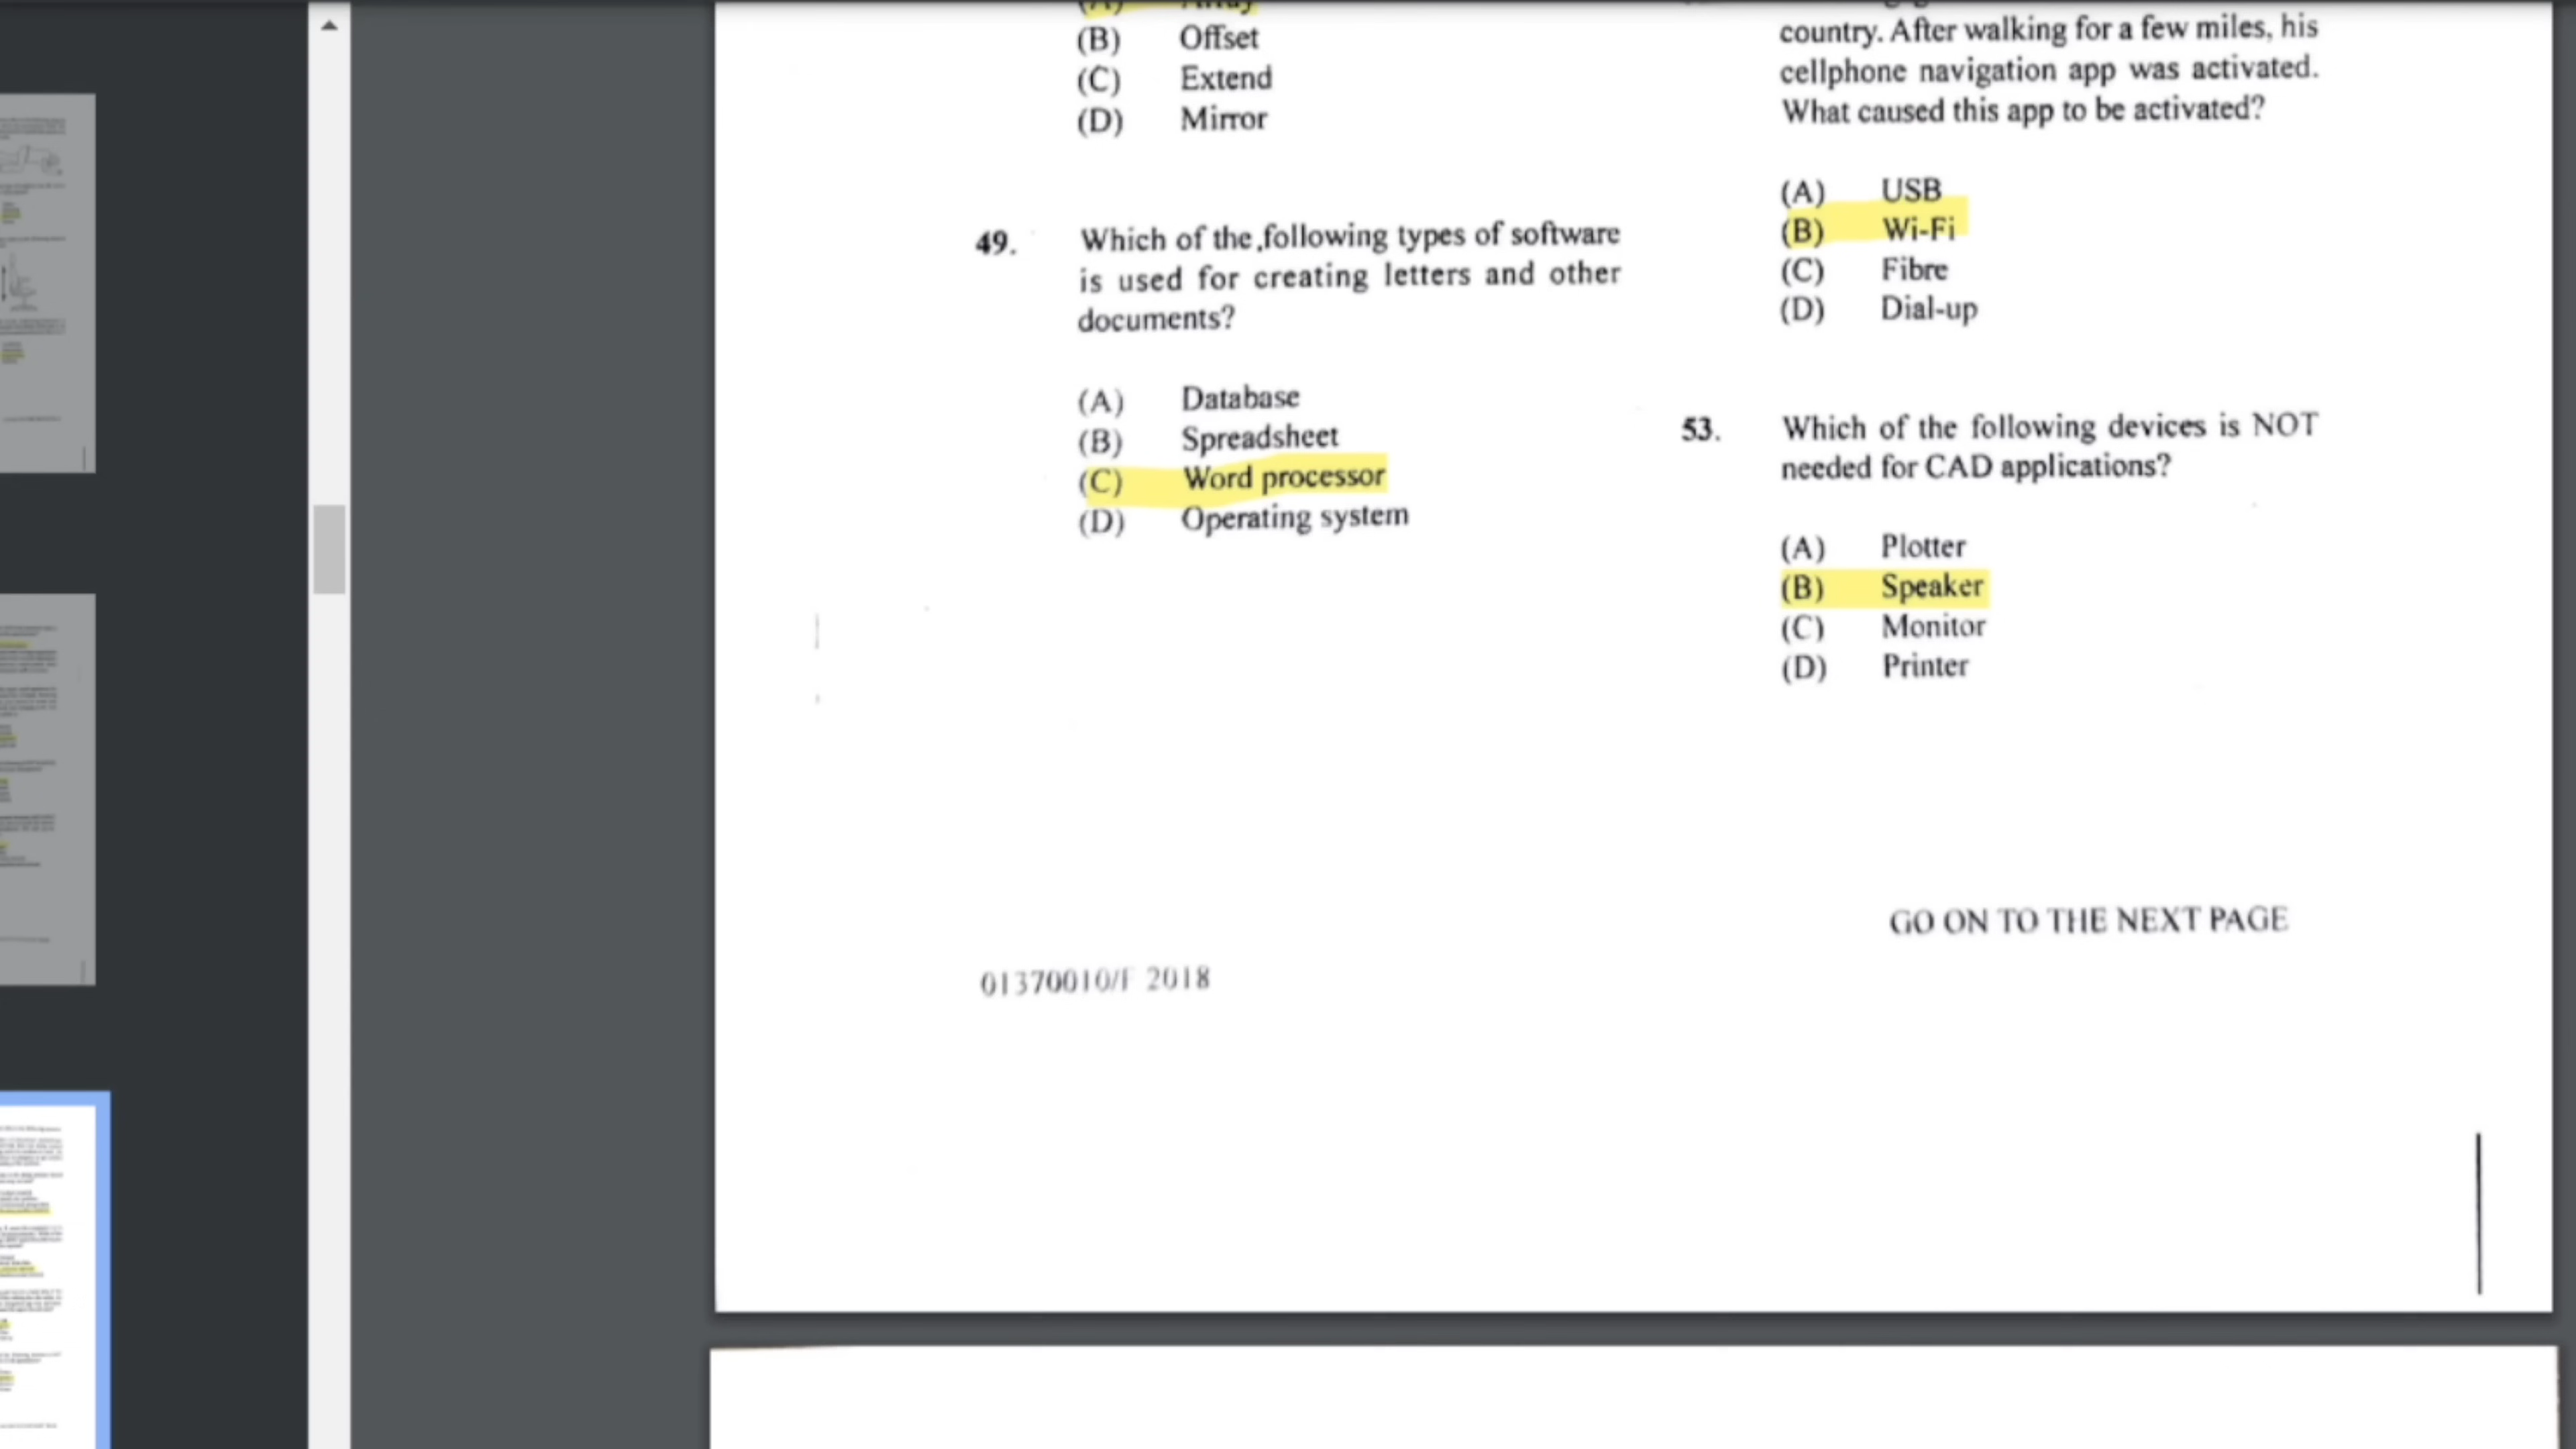 (A) Array
(B) Offset
(C) Extend
(D) Mirror
49. Which of the following types of software
is used for creating letters and other
documents?
(A) Database
(B) Spreadsheet
(C) Word processor
(D) Operating system
country. After walking for a few miles, his
cellphone navigation app was activated.
What caused this app to be activated?
(A) USB
(B) Wi-Fi
(C) Fibre
(D) Dial-up
53. Which of the following devices is NOT
needed for CAD applications?
(A) Plotter
(B) Speaker
(C) Monitor
(D) Printer
GO ON TO THE NEXT PAGE
01370010/F 2018